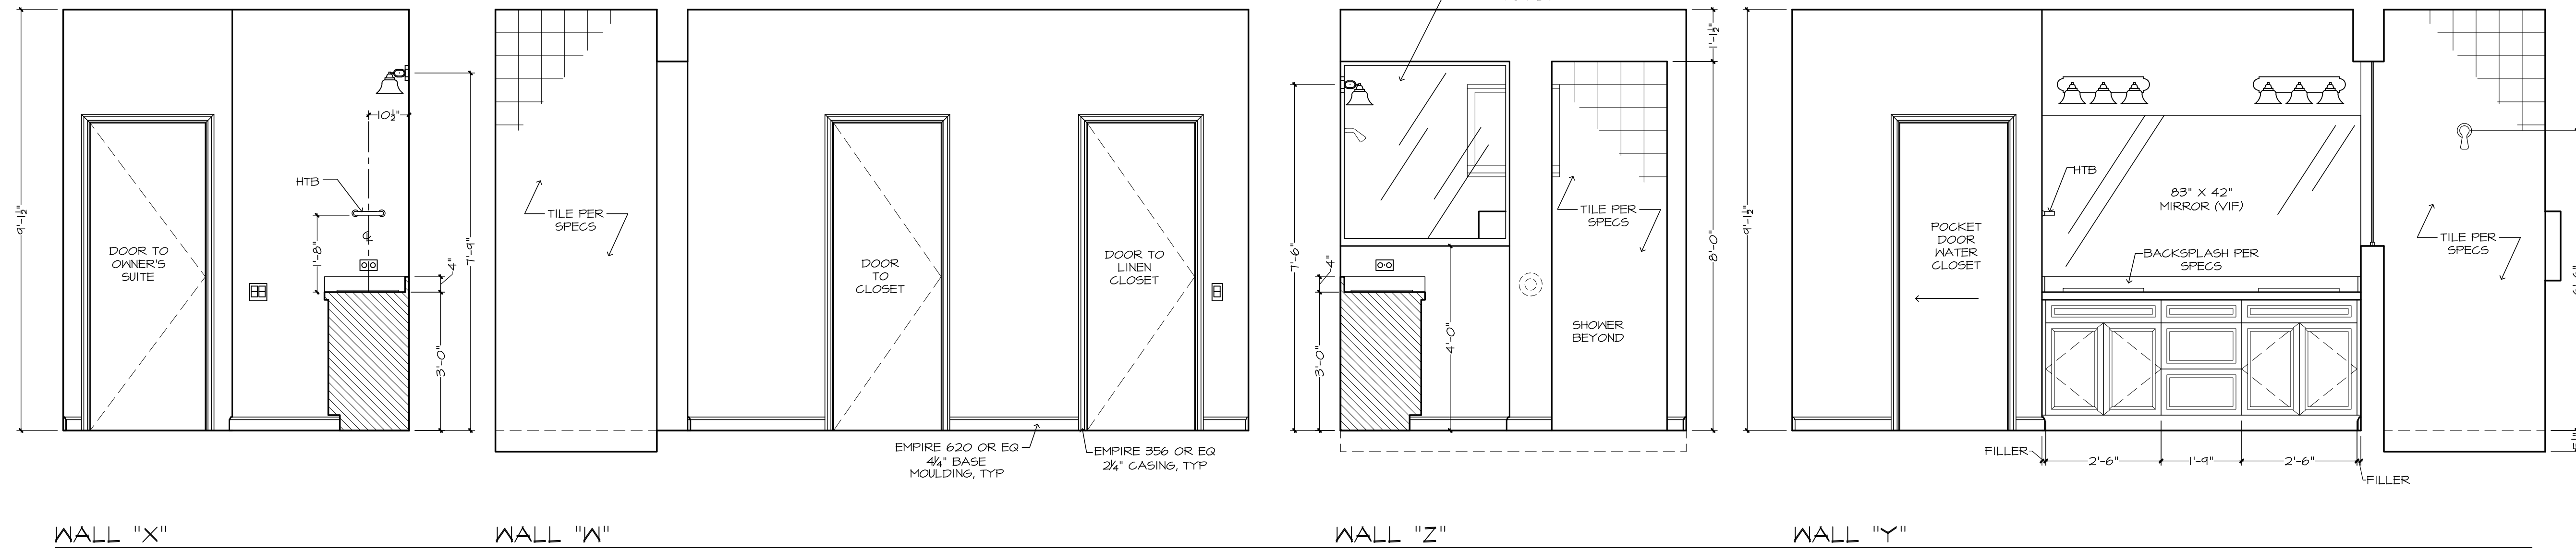 9'-1½"
DOOR TO
OWNER'S
SUITE
HTB
10½"
1'-8"
4"
7'-9"
3'-0"
WALL "X"
TILE PER
SPECS
DOOR
TO
CLOSET
DOOR TO
LINEN
CLOSET
EMPIRE 620 OR EQ
4¼" BASE
MOULDING, TYP
EMPIRE 356 OR EQ
2¼" CASING, TYP
WALL "W"
7'-6"
4"
3'-0"
4'-0"
TILE PER
SPECS
SHOWER
BEYOND
1'-1½"
8'-0"
WALL "Z"
9'-1½"
POCKET
DOOR
WATER
CLOSET
HTB
83" X 42"
MIRROR (VIF)
BACKSPLASH PER
SPECS
TILE PER
SPECS
FILLER
2'-6"
1'-9"
2'-6"
FILLER
WALL "Y"